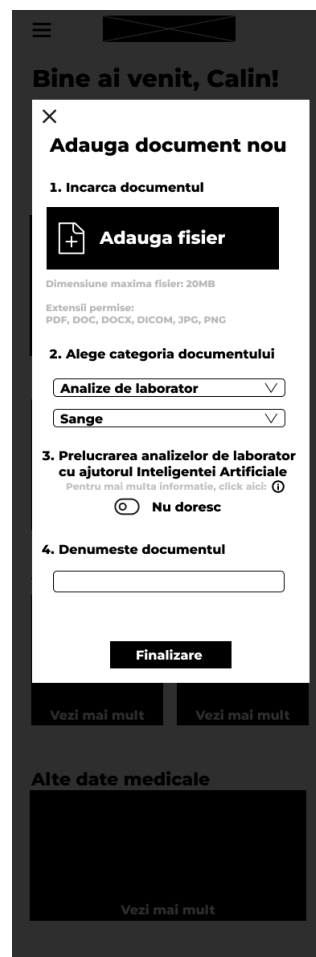 Bine ai venit, Calin!
Adauga document nou
1. Incarca documentul
Adauga fisier
Dimensiune maxima fisier: 20MB
Extensii permise:
PDF, DOC, DOCX, DICOM, JPG, PNG
2. Alege categoria documentului
Analize de laborator
Sange
3. Prelucrarea analizelor de laborator
cu ajutorul Inteligentei Artificiale
Pentru mai multa informatie, click aici:
Nu doresc
4. Denumeste documentul
Finalizare
Vezi mai mult Vezi mai mult
Alte date medicale
Vezi mai mult